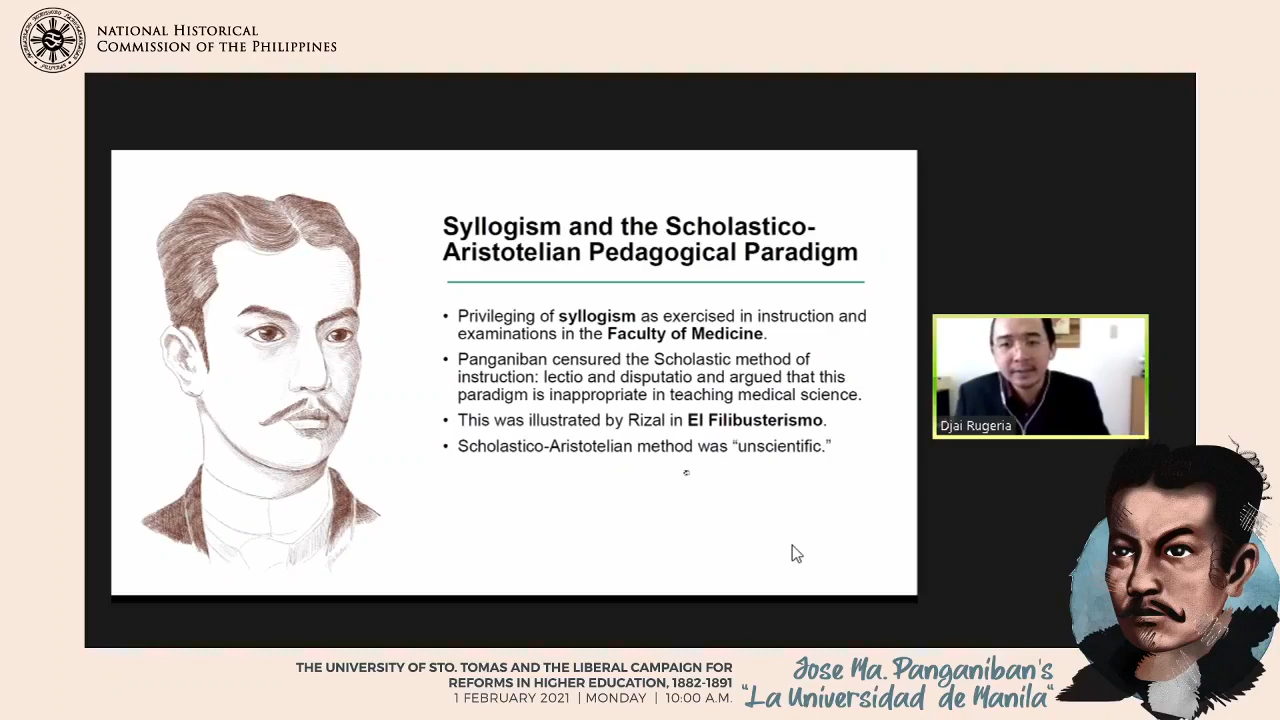 NATIONAL HISTORICAL
COMMISSION OF THE PHILIPPINES
Syllogism and the Scholastico-
Aristotelian Pedagogical Paradigm
• Privileging of syllogism as exercised in instruction and
examinations in the Faculty of Medicine.
• Panganiban censured the Scholastic method of
instruction: lectio and disputatio and argued that this
paradigm is inappropriate in teaching medical science.
• This was illustrated by Rizal in El Filibusterismo.
• Scholastico-Aristotelian method was “unscientific.”
Djai Rugeria
THE UNIVERSITY OF STO. TOMAS AND THE LIBERAL CAMPAIGN FOR
REFORMS IN HIGHER EDUCATION, 1882-1891
1 FEBRUARY 2021 | MONDAY | 10:00 A.M.
Jose Ma. Panganiban's
"La Universidad de Manila"